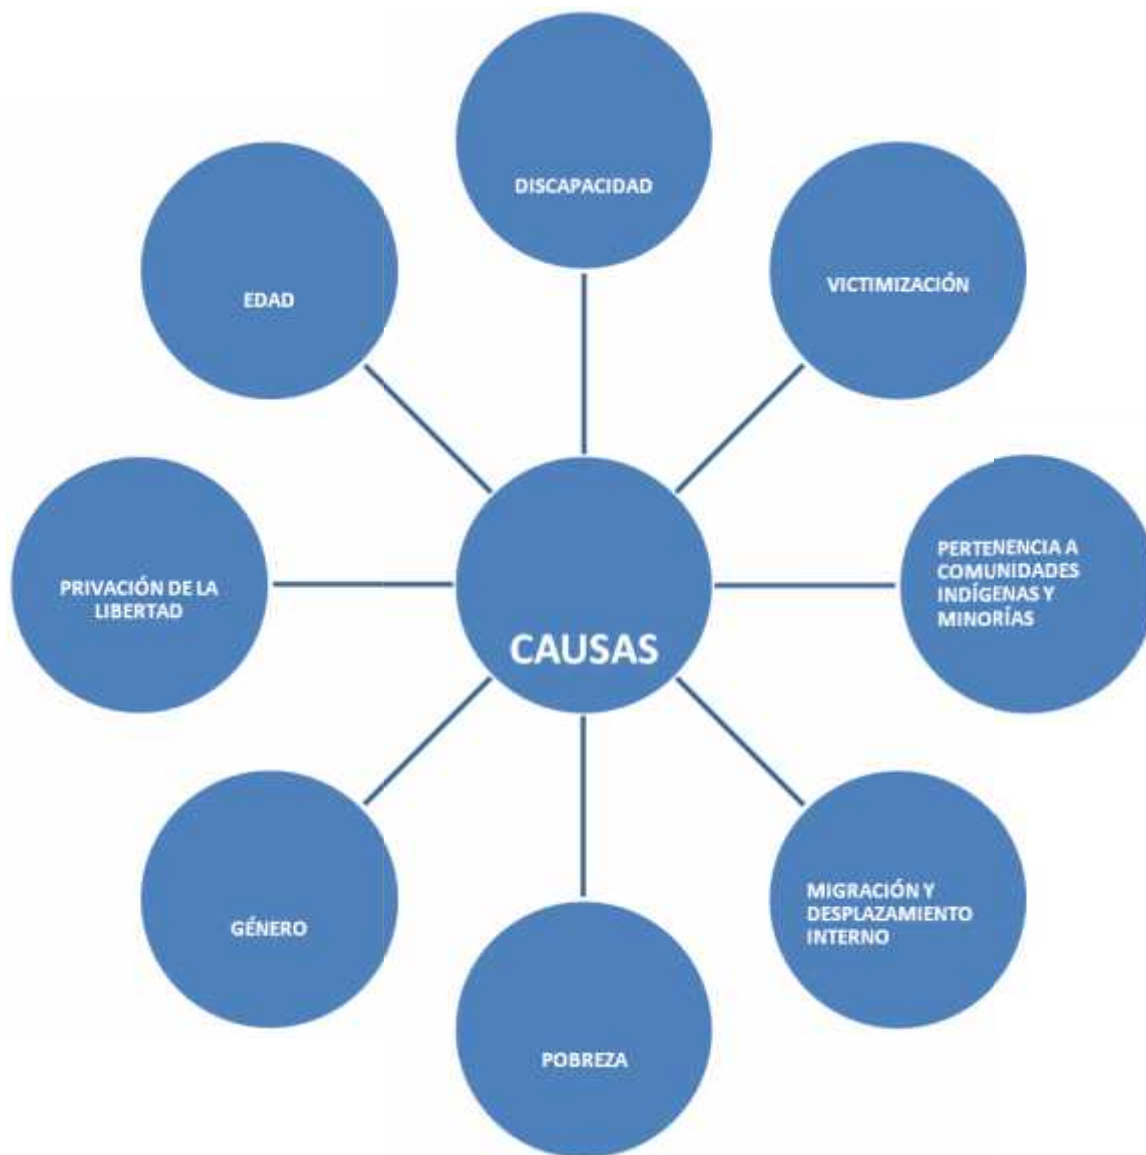 DISCAPACIDAD
EDAD
VICTIMIZACIÓN
PRIVACIÓN DE LA
LIBERTAD
CAUSAS
PERTENENCIA A
COMUNIDADES
INDÍGENAS Y
MINORÍAS
GÉNERO
MIGRACIÓN Y
DESPLAZAMIENTO
INTERNO
POBREZA